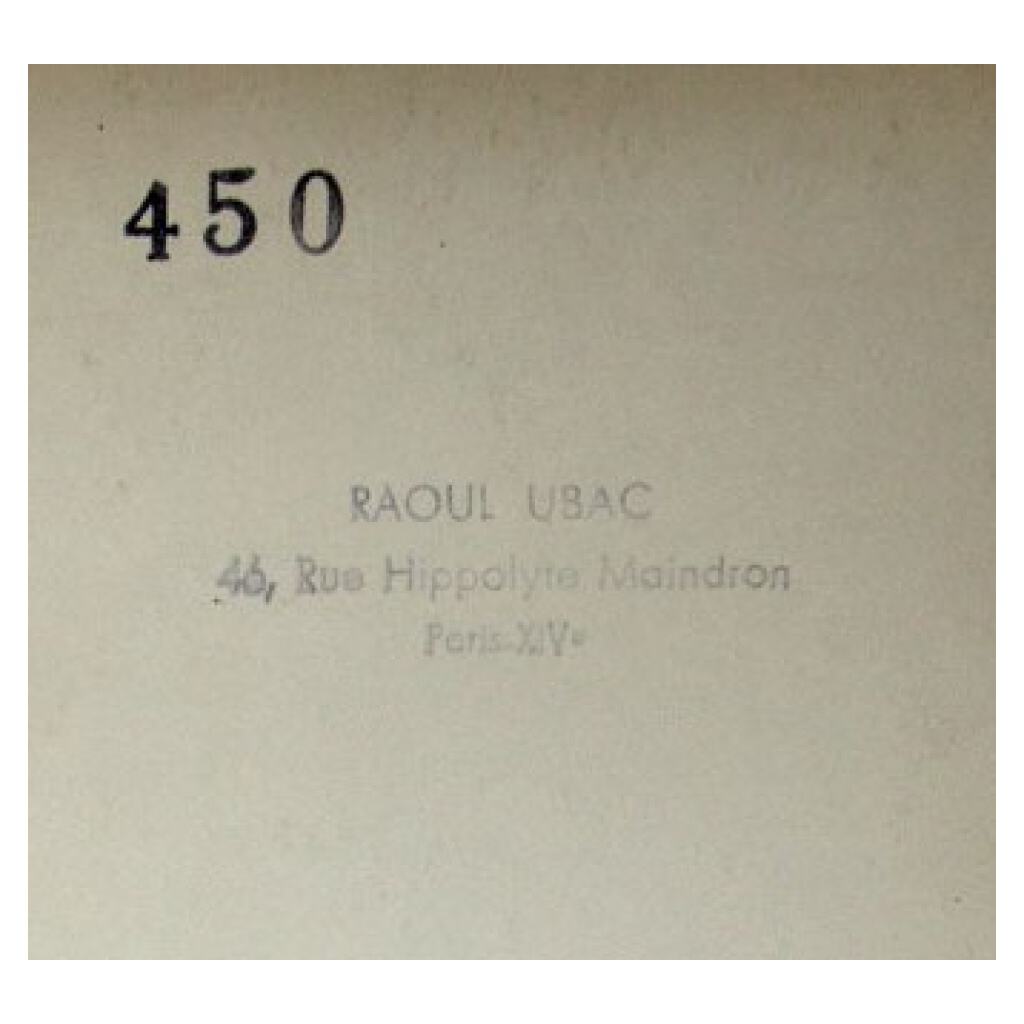 450
RAOUL UBAC
46, Rue Hippolyte Maindron
Paris-XIVe